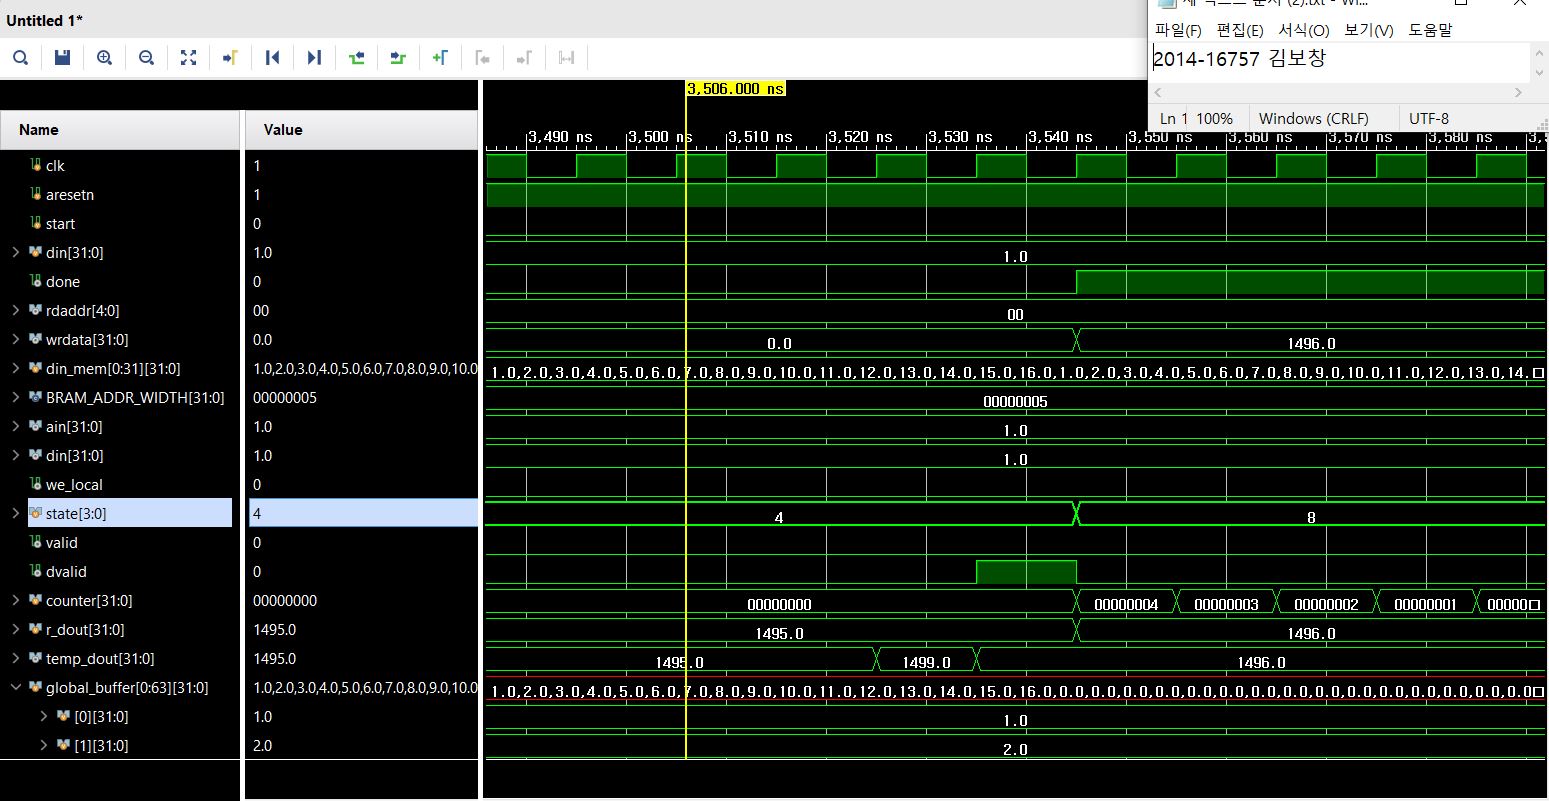 Untitled 1*
파일(F) 편집(E) 서식(O) 보기(V) 도움말
2014-16757 김보창
Ln 1 100% Windows (CRLF) UTF-8
3,506.000 ns
3,490 ns 3,500 ns 3,510 ns 3,520 ns 3,530 ns 3,540 ns 3,550 ns 3,560 ns 3,570 ns 3,580 ns
Name Value
clk 1
aresetn 1
start 0
din[31:0] 1.0 1.0
done 0
rdaddr[4:0] 00 00
wrdata[31:0] 0.0 0.0 1496.0
din_mem[0:31][31:0] 1.0,2.0,3.0,4.0,5.0,6.0,7.0,8.0,9.0,10.0 1.0,2.0,3.0,4.0,5.0,6.0,7.0,8.0,9.0,10.0,11.0,12.0,13.0,14.0,15.0,16.0,1.0,2.0,3.0,4.0,5.0,6.0,7.0,8.0,9.0,10.0,11.0,12.0,13.0,14.
BRAM_ADDR_WIDTH[31:0] 00000005 00000005
ain[31:0] 1.0 1.0
din[31:0] 1.0 1.0
we_local 0
state[3:0] 4 4 8
valid 0
dvalid 0
counter[31:0] 00000000 00000000 00000004 00000003 00000002 00000001 00000
r_dout[31:0] 1495.0 1495.0 1496.0
temp_dout[31:0] 1495.0 1495.0 1499.0 1496.0
global_buffer[0:63][31:0] 1.0,2.0,3.0,4.0,5.0,6.0,7.0,8.0,9.0,10.0 1.0,2.0,3.0,4.0,5.0,6.0,7.0,8.0,9.0,10.0,11.0,12.0,13.0,14.0,15.0,16.0,0.0,0.0,0.0,0.0,0.0,0.0,0.0,0.0,0.0,0.0,0.0,0.0,0.0,0.0,0.0
[0][31:0] 1.0 1.0
[1][31:0] 2.0 2.0